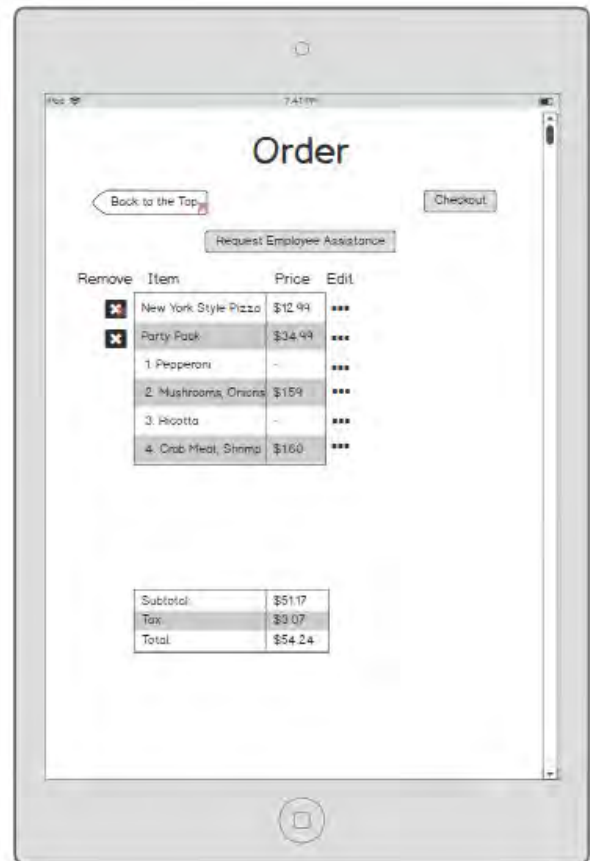 iPad 7:41 PM
Order
Back to the Top
Checkout
Request Employee Assistance
Remove Item Price Edit
New York Style Pizza $12.99
Party Pack $34.99
1. Pepperoni -
2. Mushrooms, Onions $1.59
3. Ricotta -
4. Crab Meat, Shrimp $1.60
Subtotal $51.17
Tax $3.07
Total $54.24